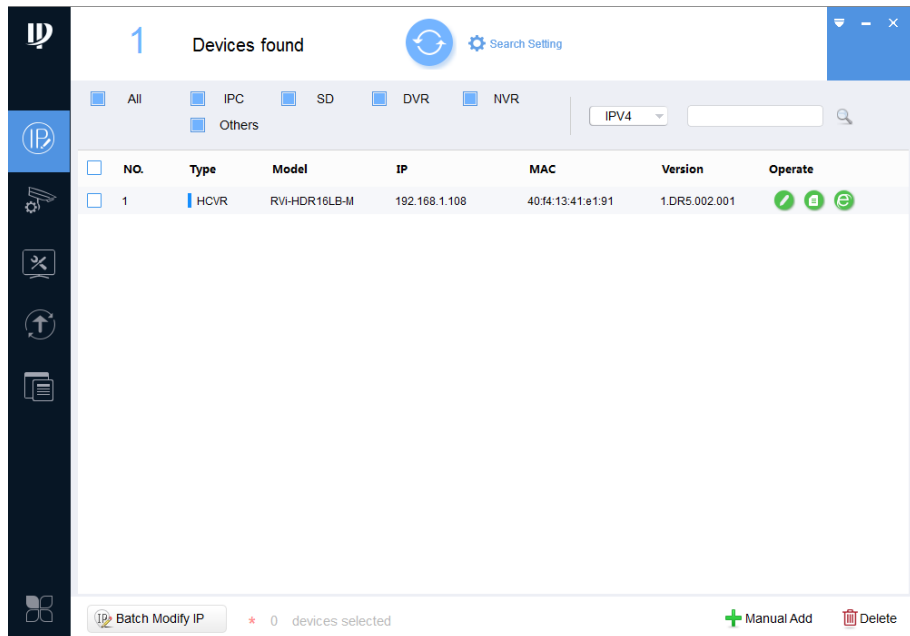 1 Devices found Search Setting
All IPC SD DVR NVR
Others
IPV4
NO. Type Model IP MAC Version Operate
1 HCVR RVi-HDR16LB-M 192.168.1.108 40:f4:13:41:e1:91 1.DR5.002.001
Batch Modify IP * 0 devices selected Manual Add Delete